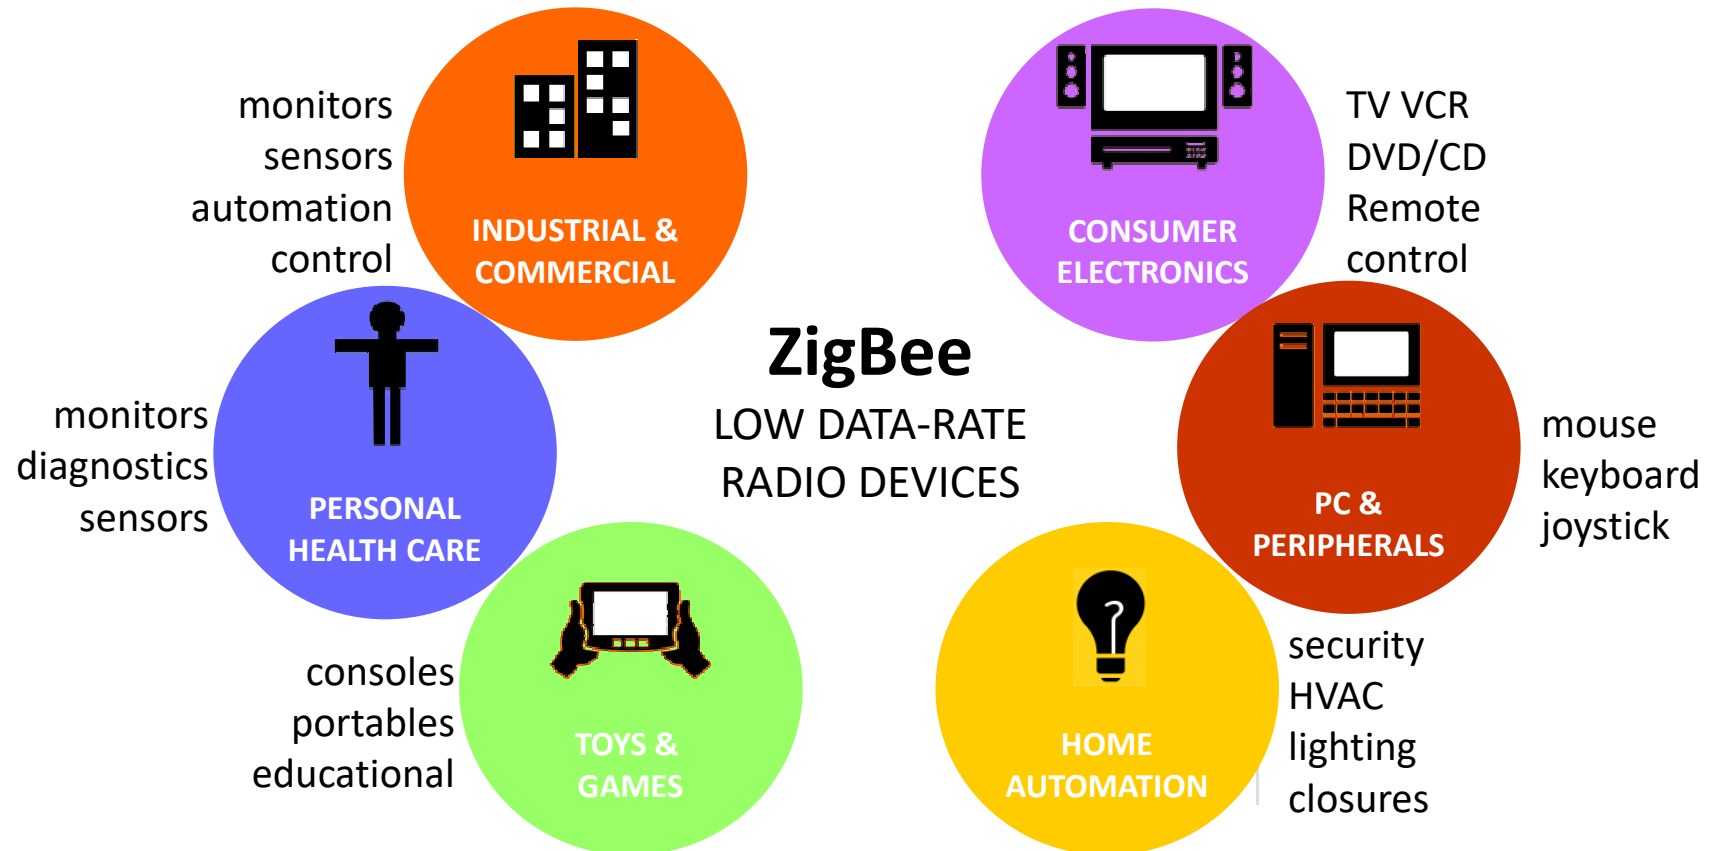 monitors
sensors
automation
control
INDUSTRIAL &
COMMERCIAL
CONSUMER
ELECTRONICS
TV VCR
DVD/CD
Remote
control
ZigBee
LOW DATA-RATE
RADIO DEVICES
monitors
diagnostics
sensors
PERSONAL
HEALTH CARE
PC &
PERIPHERALS
mouse
keyboard
joystick
consoles
portables
educational
TOYS &
GAMES
HOME
AUTOMATION
security
HVAC
lighting
closures